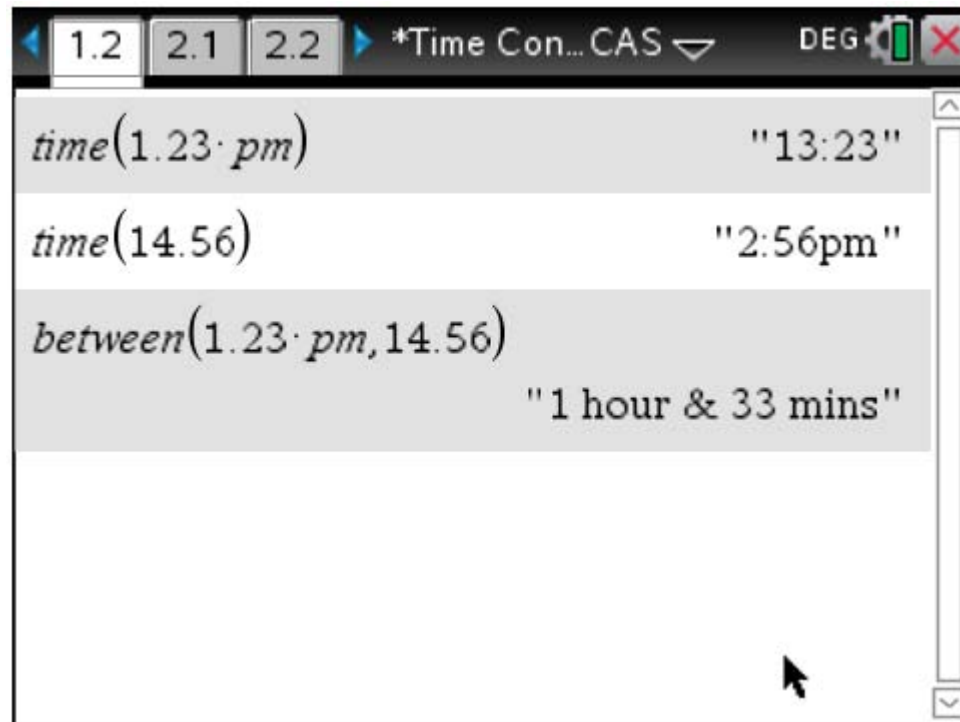 1.2 2.1 2.2 *Time Con...CAS DEG
time(1.23· pm) "13:23"
time(14.56) "2:56pm"
between(1.23· pm,14.56)
"1 hour & 33 mins"